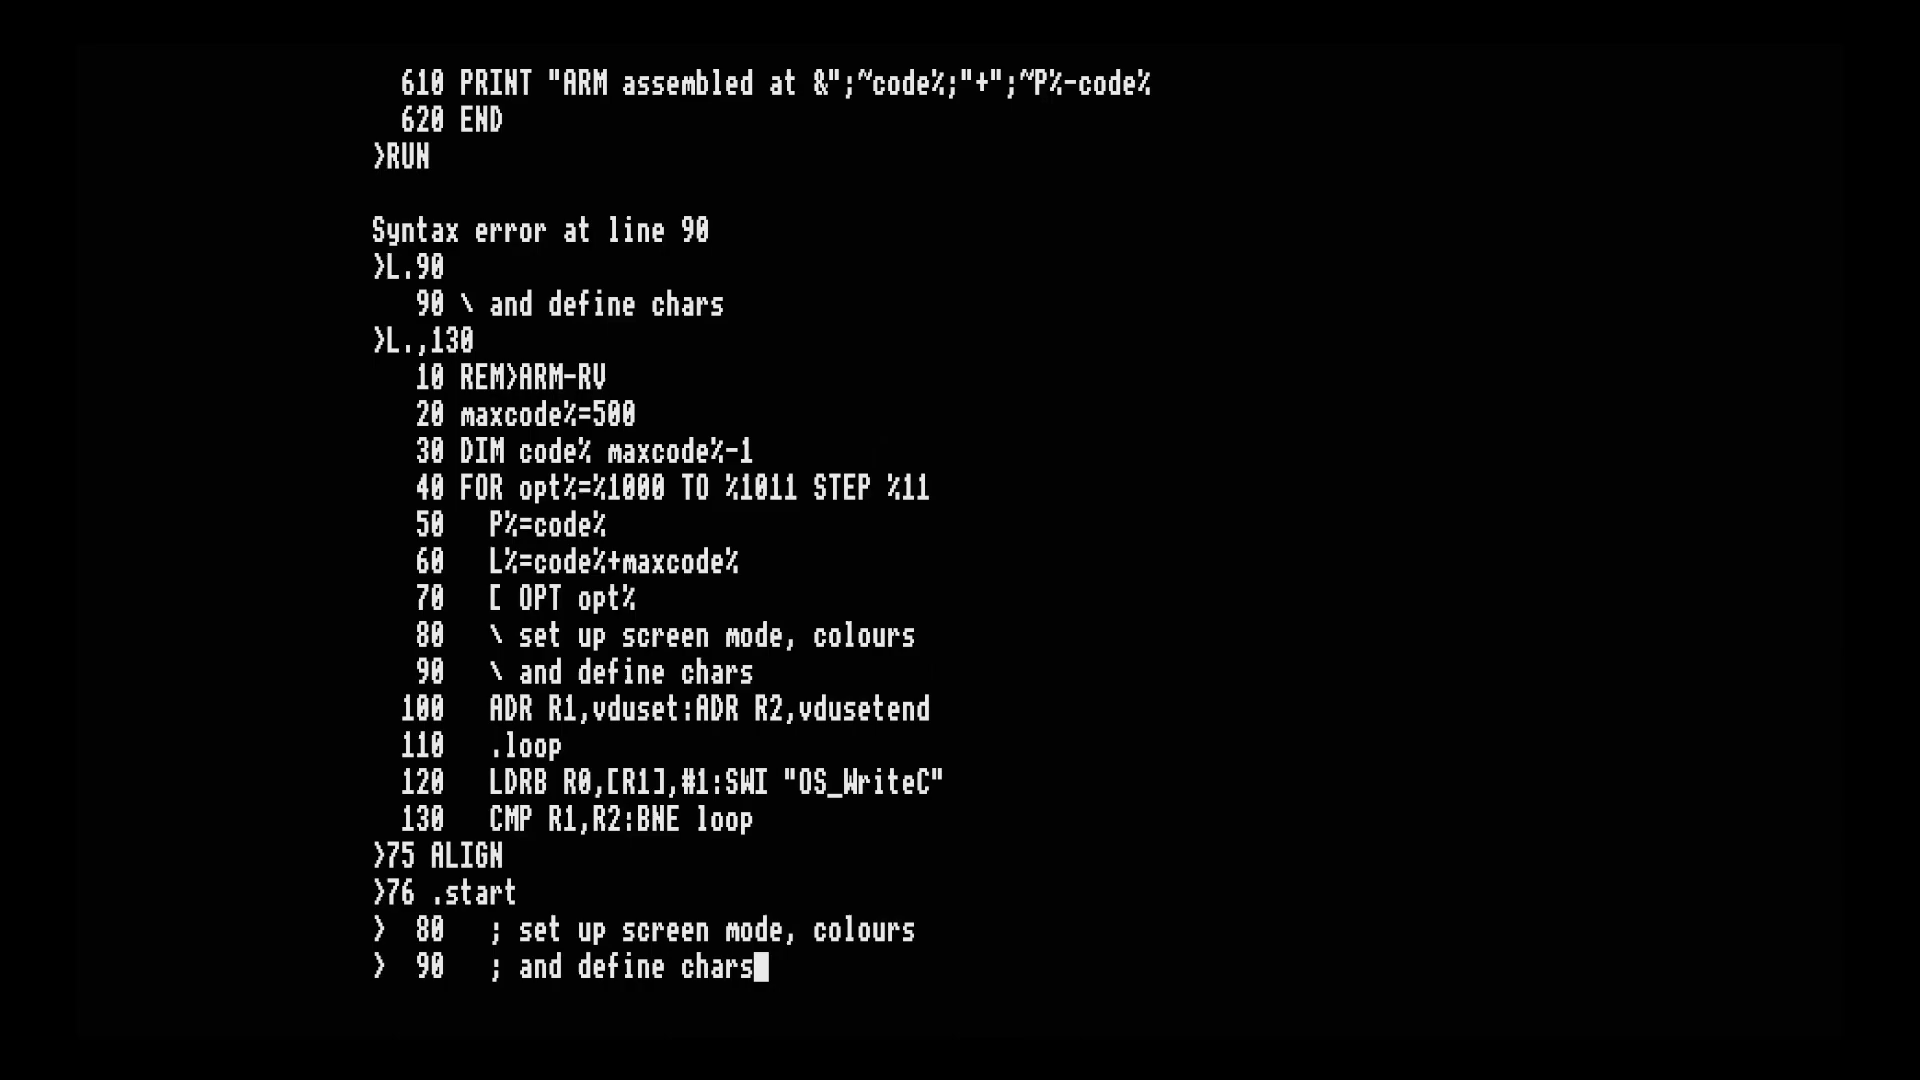 610 PRINT "ARM assembled at &";~code%;"+";~P%-code%
620 END
>RUN
Syntax error at line 90
>L.90
90 \ and define chars
>L.,130
10 REM>ARM-RV
20 maxcode%=500
30 DIM code% maxcode%-1
40 FOR opt%=%1000 TO %1011 STEP %11
50 P%=code%
60 L%=code%+maxcode%
70 [ OPT opt%
80 \ set up screen mode, colours
90 \ and define chars
100 ADR R1,vduset:ADR R2,vdusetend
110 .loop
120 LDRB R0,[R1],#1:SWI "OS_WriteC"
130 CMP R1,R2:BNE loop
>75 ALIGN
>76 .start
> 80 ; set up screen mode, colours
> 90 ; and define chars